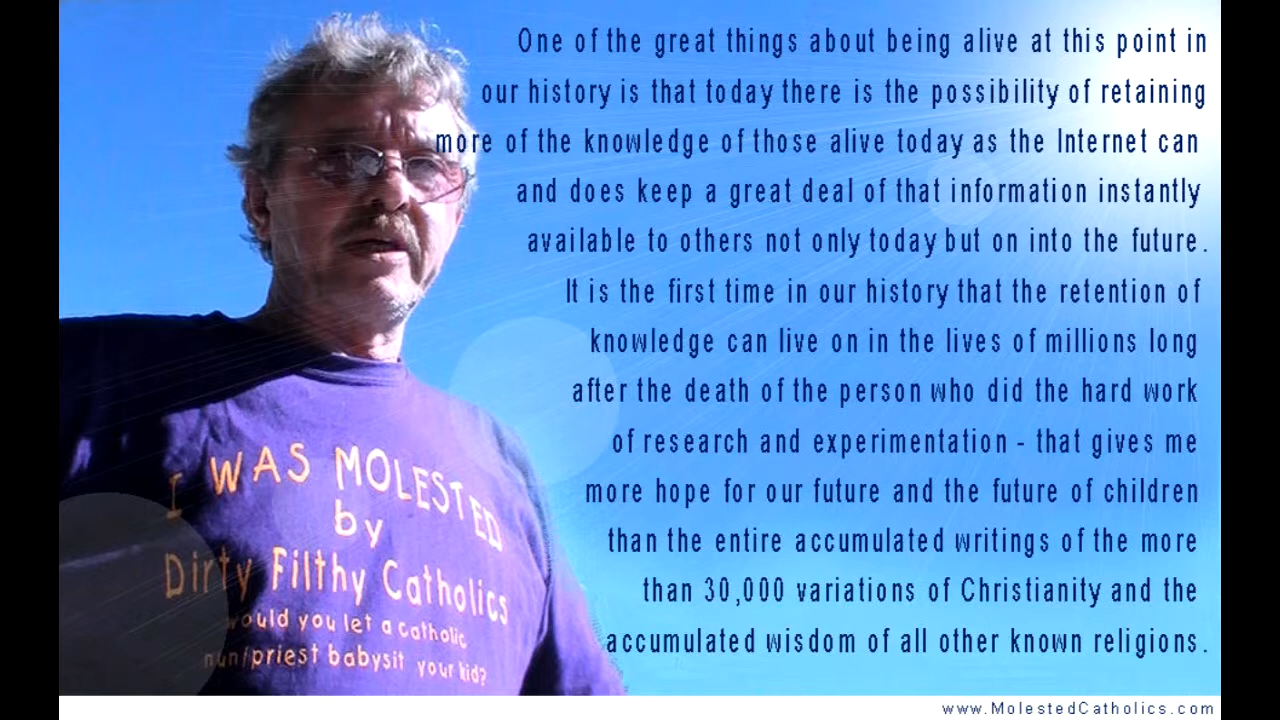 One of the great things about being alive at this point in
our history is that today there is the possibility of retaining
more of the knowledge of those alive today as the Internet can
and does keep a great deal of that information instantly
available to others not only today but on into the future.
It is the first time in our history that the retention of
knowledge can live on in the lives of millions long
after the death of the person who did the hard work
of research and experimentation - that gives me
more hope for our future and the future of children
than the entire accumulated writings of the more
than 30,000 variations of Christianity and the
accumulated wisdom of all other known religions.
I WAS MOLESTED
by
Dirty Filthy Catholics
would you let a catholic
nun/priest babysit your kid?
www.MolestedCatholics.com